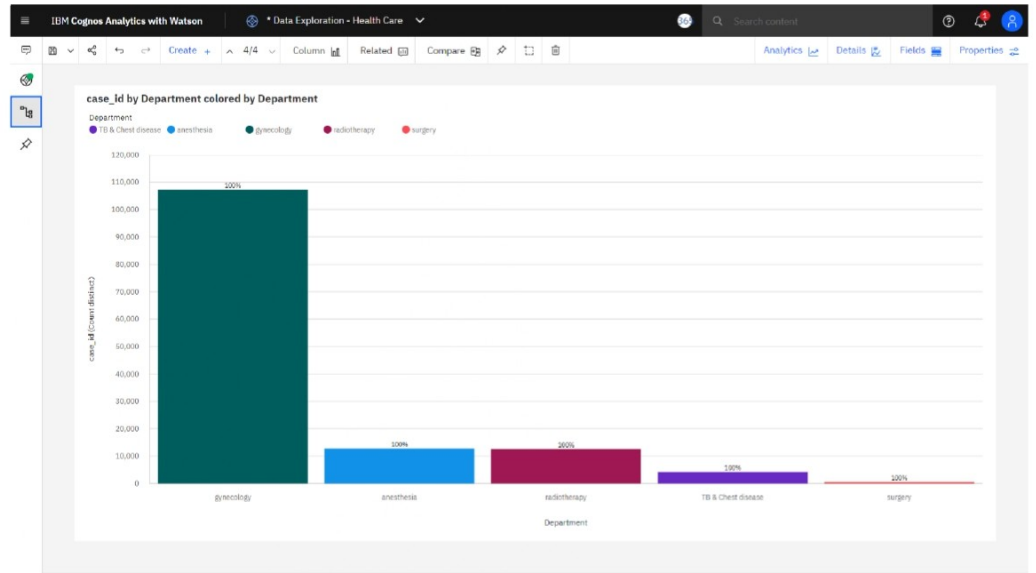 IBM Cognos Analytics with Watson
* Data Exploration - Health Care
Search content
1
Create +
4/4
Column
Related
Compare
Analytics
Details
Fields
Properties
case_id by Department colored by Department
Department
TB & Chest disease anesthesia gynecology radiotherapy surgery
120,000
110,000
100,000
90,000
80,000
70,000
60,000
50,000
40,000
30,000
20,000
10,000
0
case_id (Count distinct)
100%
100%
100%
100%
100%
gynecology anesthesia radiotherapy TB & Chest disease surgery
Department